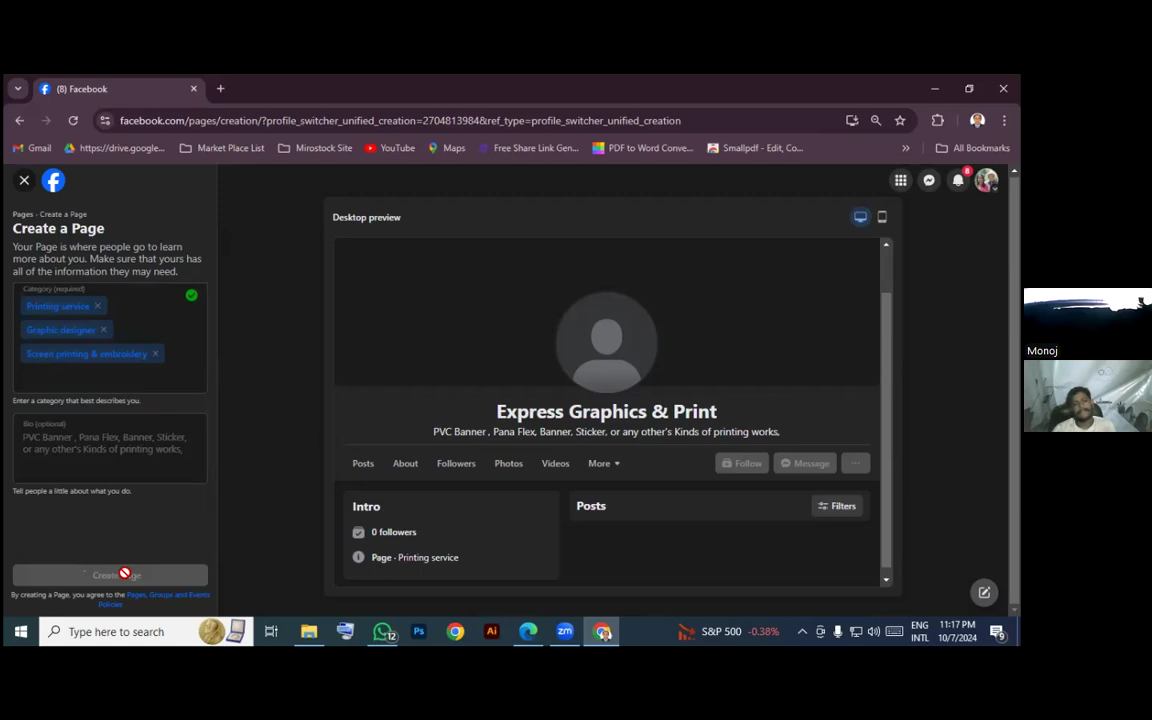 (8) Facebook
facebook.com/pages/creation/?profile_switcher_unified_creation=2704813984&ref_type=profile_switcher_unified_creation
Gmail
https://drive.google...
Market Place List
Mirostock Site
YouTube
Maps
Free Share Link Gen...
PDF to Word Conve...
Smallpdf - Edit, Co...
»
All Bookmarks
8
Pages - Create a Page
Create a Page
Your Page is where people go to learn
more about you. Make sure that yours has
all of the information they may need.
Category (required)
Printing service
Graphic designer
Screen printing & embroidery
Enter a category that best describes you.
Bio (optional)
PVC Banner , Pana Flex, Banner, Sticker,
or any other's Kinds of printing works,
Tell people a little about what you do.
Create Page
By creating a Page, you agree to the Pages, Groups and Events
Policies
Desktop preview
Express Graphics & Print
PVC Banner , Pana Flex, Banner, Sticker, or any other's Kinds of printing works,
Posts
About
Followers
Photos
Videos
More
Follow
Message
...
Intro
0 followers
Page · Printing service
Posts
Filters
Monoj
Type here to search
12
Ps
Ai
zm
S&P 500 -0.38%
ENG
INTL
11:17 PM
10/7/2024
9